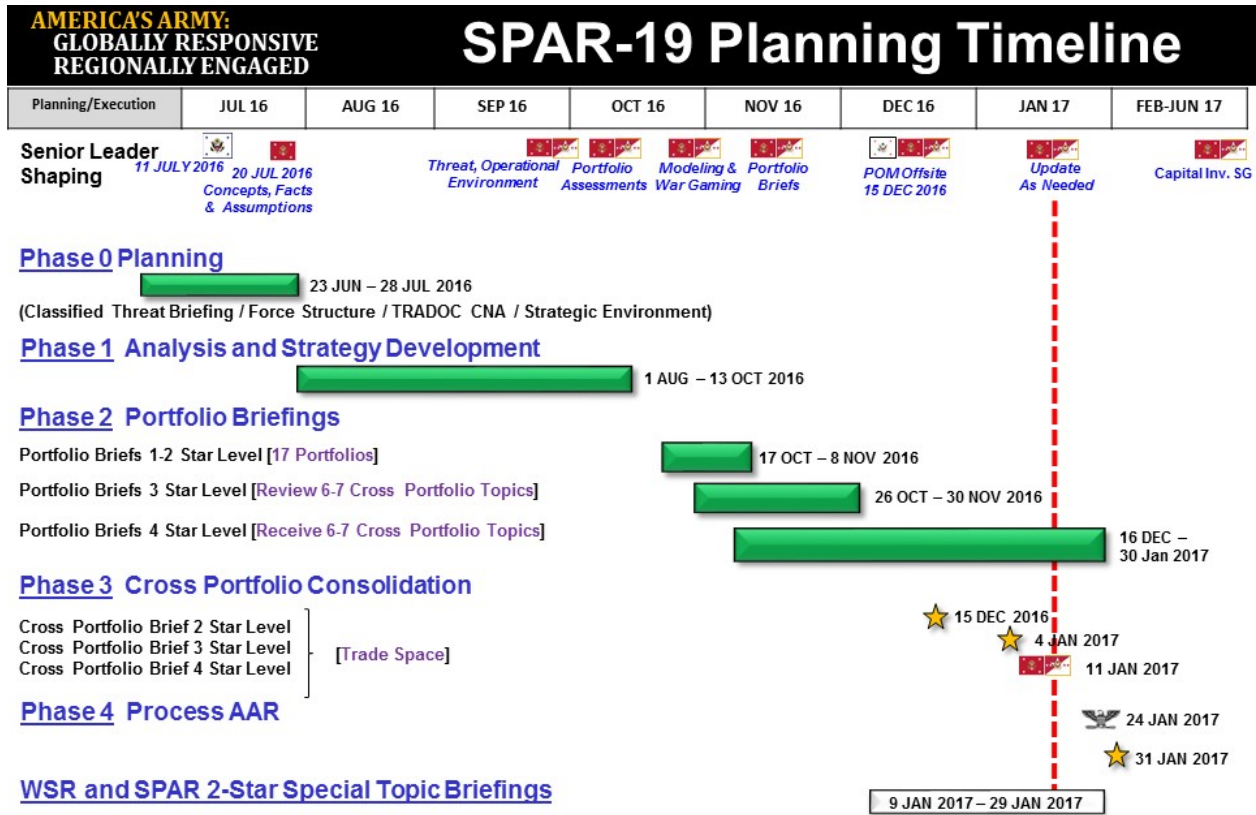 AMERICA'S ARMY:
GLOBALLY RESPONSIVE
REGIONALLY ENGAGED
SPAR-19 Planning Timeline
Planning/Execution JUL 16 AUG 16 SEP 16 OCT 16 NOV 16 DEC 16 JAN 17 FEB-JUN 17
Senior Leader
Shaping
11 JULY 2016
20 JUL 2016
Concepts, Facts
& Assumptions
Threat, Operational
Environment
Portfolio
Assessments
Modeling &
War Gaming
Portfolio
Briefs
POM Offsite
15 DEC 2016
Update
As Needed
Capital Inv. SG
Phase 0 Planning
23 JUN – 28 JUL 2016
(Classified Threat Briefing / Force Structure / TRADOC CNA / Strategic Environment)
Phase 1 Analysis and Strategy Development
1 AUG – 13 OCT 2016
Phase 2 Portfolio Briefings
Portfolio Briefs 1-2 Star Level [17 Portfolios]
17 OCT – 8 NOV 2016
Portfolio Briefs 3 Star Level [Review 6-7 Cross Portfolio Topics]
26 OCT – 30 NOV 2016
Portfolio Briefs 4 Star Level [Receive 6-7 Cross Portfolio Topics]
16 DEC –
30 Jan 2017
Phase 3 Cross Portfolio Consolidation
15 DEC 2016
Cross Portfolio Brief 2 Star Level
4 JAN 2017
Cross Portfolio Brief 3 Star Level
[Trade Space]
Cross Portfolio Brief 4 Star Level
11 JAN 2017
Phase 4 Process AAR
24 JAN 2017
31 JAN 2017
WSR and SPAR 2-Star Special Topic Briefings
9 JAN 2017 – 29 JAN 2017